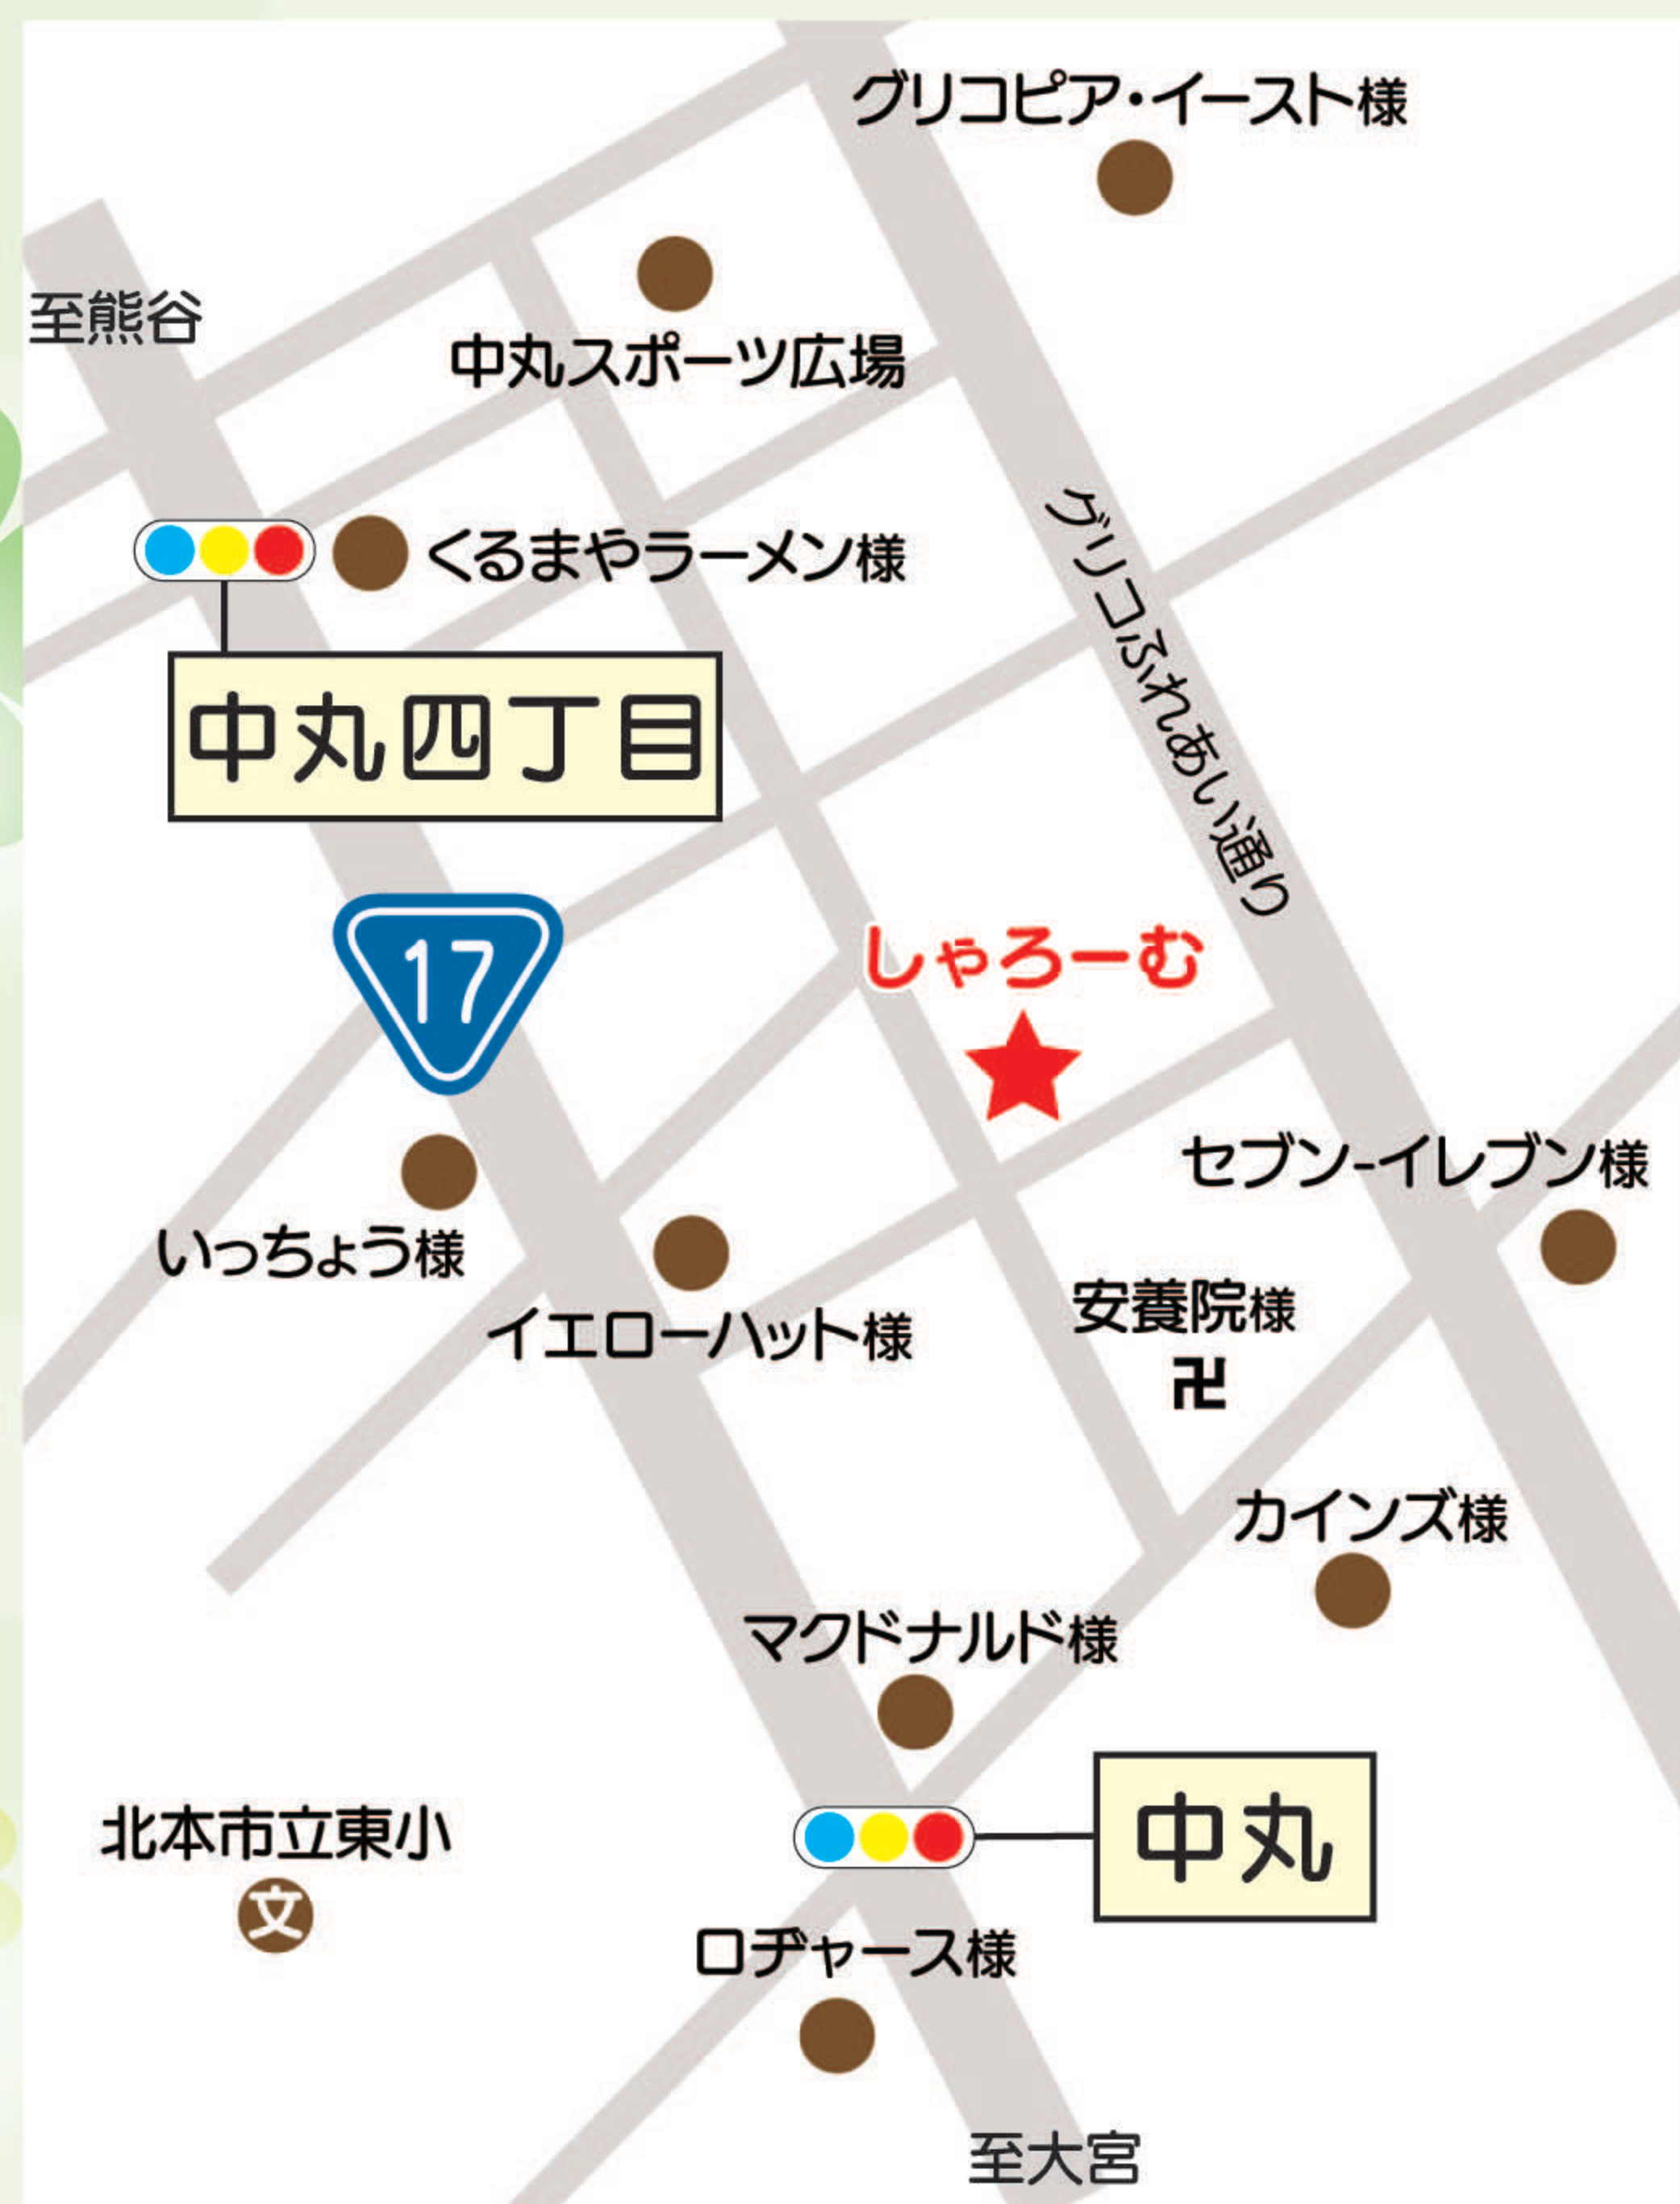 グリコピア・イースト様
至熊谷
中丸スポーツ広場
くるまやラーメン様
グリコふれあい通り
中丸四丁目
17
しゃろーむ
セブン-イレブン様
いっちょう様
イエローハット様
安養院様
卍
カインズ様
マクドナルド様
北本市立東小
文
中丸
ロヂャース様
至大宮